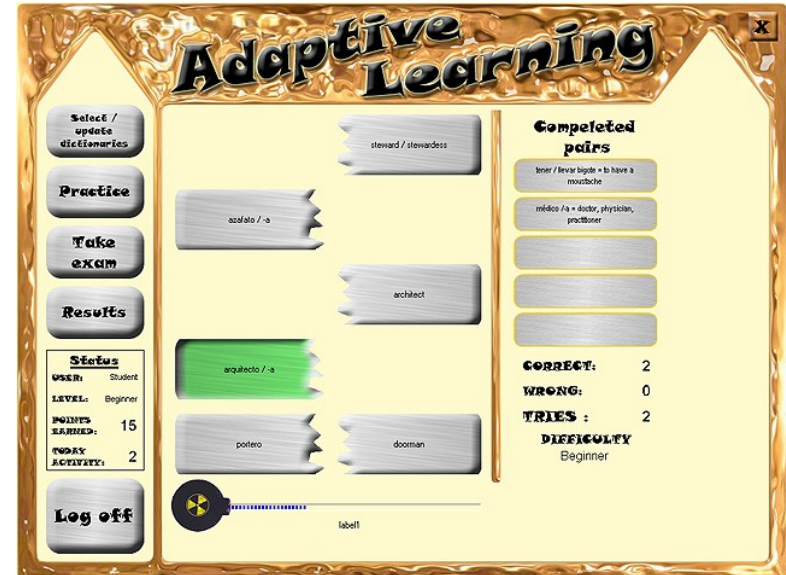 Adaptive
Learning
X
Select /
update
dictionaries
Practice
Take
exam
Results
Status
USER: Student
LEVEL: Beginner
POINTS
EARNED: 15
TODAY
ACTIVITY: 2
Log off
steward / stewardess
azafato / -a
architect
arquitecto / -a
portero
doorman
label1
Compeleted
pairs
tener / llevar bigote = to have a
moustache
médico /-a = doctor, physician,
practitioner
CORRECT: 2
WRONG: 0
TRIES : 2
DIFFICULTY
Beginner